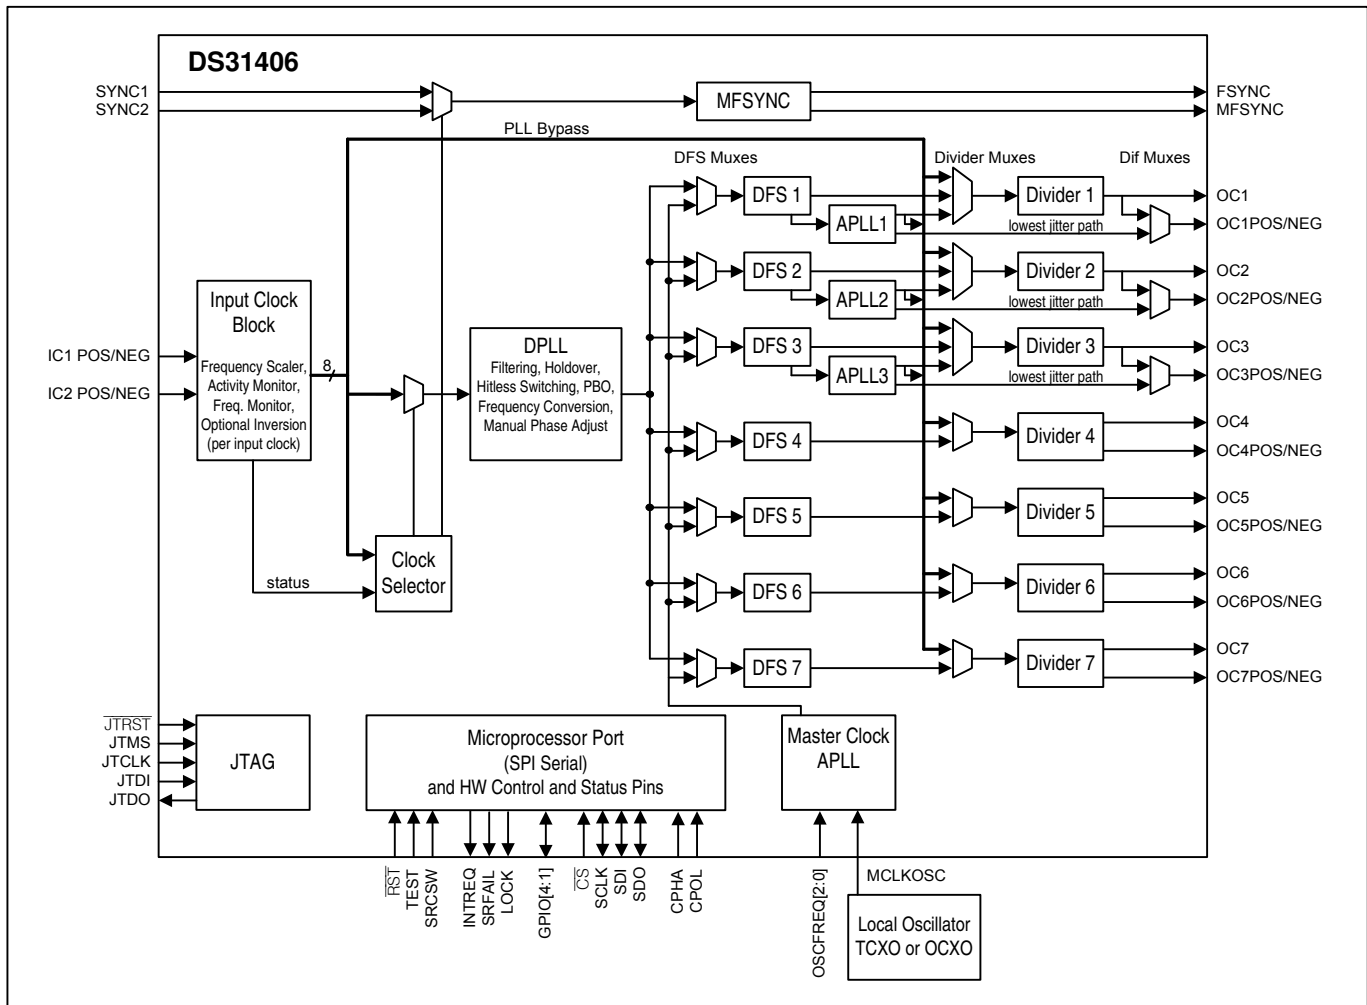 DS31406
SYNC1
SYNC2
MFSYNC
FSYNC
MFSYNC
PLL Bypass
DFS Muxes
Divider Muxes
Dif Muxes
DFS 1
APLL1
Divider 1
lowest jitter path
OC1
OC1POS/NEG
DFS 2
APLL2
Divider 2
lowest jitter path
OC2
OC2POS/NEG
DFS 3
APLL3
Divider 3
lowest jitter path
OC3
OC3POS/NEG
DFS 4
Divider 4
OC4
OC4POS/NEG
DFS 5
Divider 5
OC5
OC5POS/NEG
DFS 6
Divider 6
OC6
OC6POS/NEG
DFS 7
Divider 7
OC7
OC7POS/NEG
IC1 POS/NEG
IC2 POS/NEG
Input Clock
Block
Frequency Scaler,
Activity Monitor,
Freq. Monitor,
Optional Inversion
(per input clock)
8
DPLL
Filtering, Holdover,
Hitless Switching, PBO,
Frequency Conversion,
Manual Phase Adjust
status
Clock
Selector
JTRST
JTMS
JTCLK
JTDI
JTDO
JTAG
Microprocessor Port
(SPI Serial)
and HW Control and Status Pins
Master Clock
APLL
RST
TEST
SRCSW
INTREQ
SRFAIL
LOCK
GPIO[4:1]
CS
SCLK
SDI
SDO
CPHA
CPOL
OSCFREQ[2:0]
MCLKOSC
Local Oscillator
TCXO or OCXO